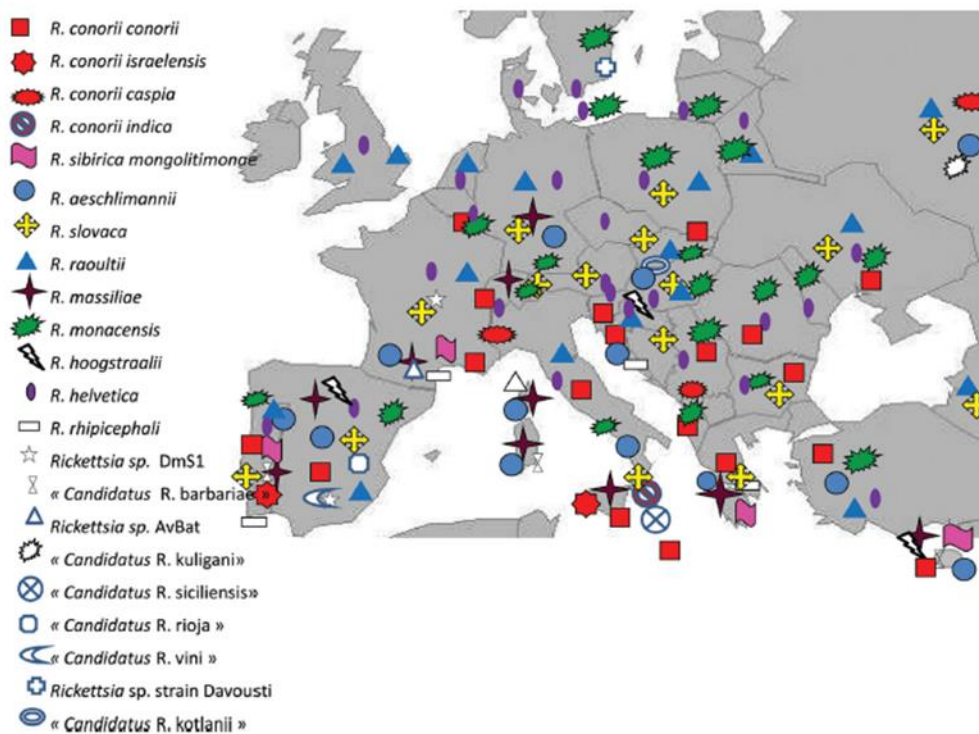 R. conorii conorii
R. conorii israelensis
R. conorii caspia
R. conorii indica
R. sibirica mongolitimonae
R. aeschlimannii
R. slovaca
R. raoultii
R. massiliae
R. monacensis
R. hoogstraalii
R. helvetica
R. rhipicephali
Rickettsia sp. DmS1
« Candidatus R. barbariae »
Rickettsia sp. AvBat
« Candidatus R. kuligani»
« Candidatus R. siciliensis»
« Candidatus R. rioja »
« Candidatus R. vini »
Rickettsia sp. strain Davousti
« Candidatus R. kotlanii »